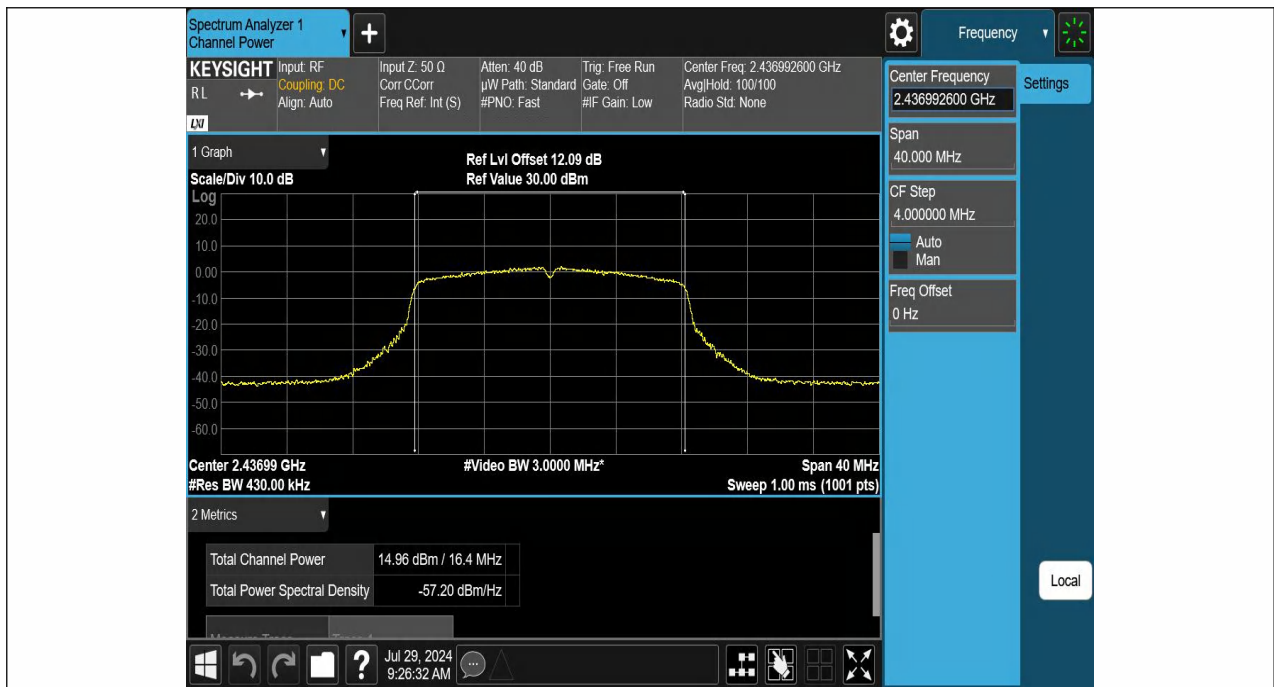 Spectrum Analyzer 1
Channel Power
+
Frequency
KEYSIGHT
RL
LXI
Input: RF
Coupling: DC
Align: Auto
Input Z: 50 Ω
Corr CCorr
Freq Ref: Int (S)
Atten: 40 dB
µW Path: Standard
#PNO: Fast
Trig: Free Run
Gate: Off
#IF Gain: Low
Center Freq: 2.436992600 GHz
Avg|Hold: 100/100
Radio Std: None
Center Frequency
2.436992600 GHz
Settings
Span
40.000 MHz
CF Step
4.000000 MHz
Auto
Man
Freq Offset
0 Hz
Local
1 Graph
Scale/Div 10.0 dB
Ref Lvl Offset 12.09 dB
Ref Value 30.00 dBm
Log
20.0
10.0
0.00
-10.0
-20.0
-30.0
-40.0
-50.0
-60.0
Center 2.43699 GHz
#Res BW 430.00 kHz
#Video BW 3.0000 MHz*
Span 40 MHz
Sweep 1.00 ms (1001 pts)
2 Metrics
Total Channel Power 14.96 dBm / 16.4 MHz
Total Power Spectral Density -57.20 dBm/Hz
?
Jul 29, 2024
9:26:32 AM